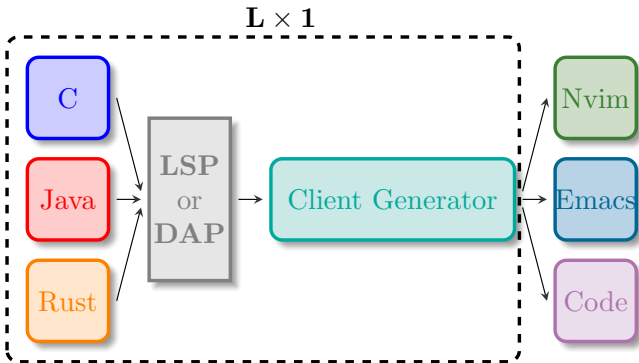 L × 1
C
Java
Rust
LSP
or
DAP
Client Generator
Nvim
Emacs
Code